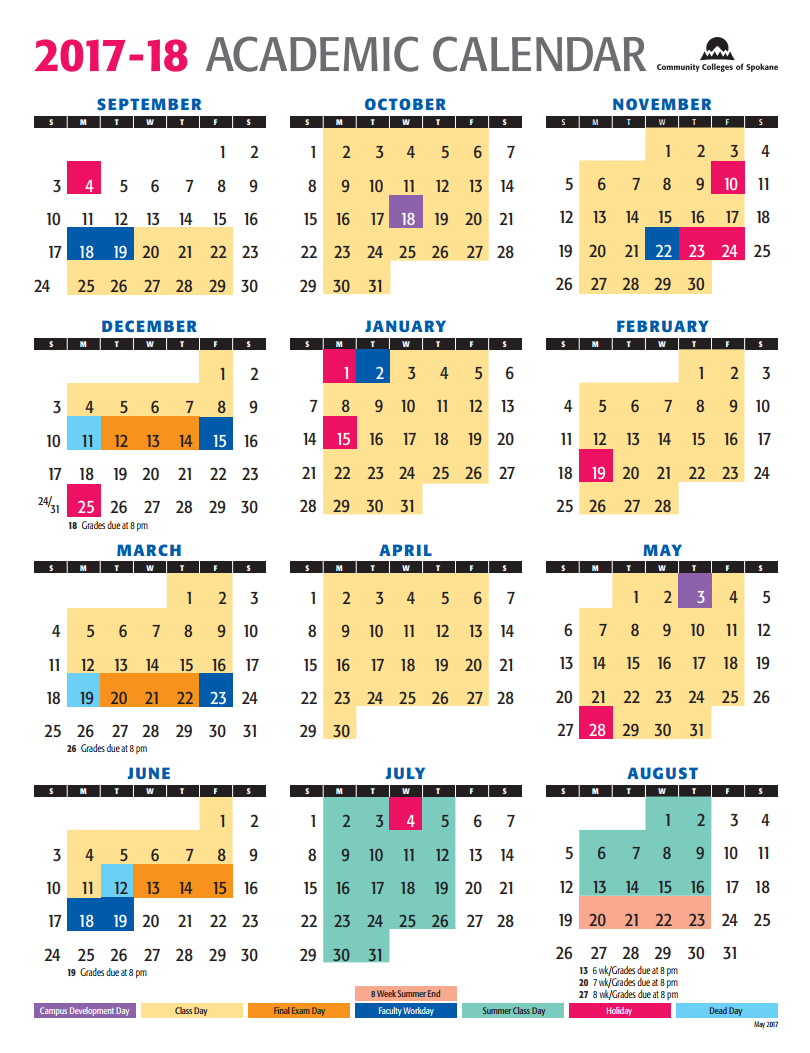 2017-18 ACADEMIC CALENDAR
Community Colleges of Spokane
SEPTEMBER
S M T W T F S
1 2
3 4 5 6 7 8 9
10 11 12 13 14 15 16
17 18 19 20 21 22 23
24 25 26 27 28 29 30
OCTOBER
S M T W T F S
1 2 3 4 5 6 7
8 9 10 11 12 13 14
15 16 17 18 19 20 21
22 23 24 25 26 27 28
29 30 31
NOVEMBER
S M T W T F S
1 2 3 4
5 6 7 8 9 10 11
12 13 14 15 16 17 18
19 20 21 22 23 24 25
26 27 28 29 30
DECEMBER
S M T W T F S
1 2
3 4 5 6 7 8 9
10 11 12 13 14 15 16
17 18 19 20 21 22 23
24/31 25 26 27 28 29 30
18 Grades due at 8 pm
JANUARY
S M T W T F S
1 2 3 4 5 6
7 8 9 10 11 12 13
14 15 16 17 18 19 20
21 22 23 24 25 26 27
28 29 30 31
FEBRUARY
S M T W T F S
1 2 3
4 5 6 7 8 9 10
11 12 13 14 15 16 17
18 19 20 21 22 23 24
25 26 27 28
MARCH
S M T W T F S
1 2 3
4 5 6 7 8 9 10
11 12 13 14 15 16 17
18 19 20 21 22 23 24
25 26 27 28 29 30 31
26 Grades due at 8 pm
APRIL
S M T W T F S
1 2 3 4 5 6 7
8 9 10 11 12 13 14
15 16 17 18 19 20 21
22 23 24 25 26 27 28
29 30
MAY
S M T W T F S
1 2 3 4 5
6 7 8 9 10 11 12
13 14 15 16 17 18 19
20 21 22 23 24 25 26
27 28 29 30 31
JUNE
S M T W T F S
1 2
3 4 5 6 7 8 9
10 11 12 13 14 15 16
17 18 19 20 21 22 23
24 25 26 27 28 29 30
19 Grades due at 8 pm
JULY
S M T W T F S
1 2 3 4 5 6 7
8 9 10 11 12 13 14
15 16 17 18 19 20 21
22 23 24 25 26 27 28
29 30 31
AUGUST
S M T W T F S
1 2 3 4
5 6 7 8 9 10 11
12 13 14 15 16 17 18
19 20 21 22 23 24 25
26 27 28 29 30 31
13 6 wk/Grades due at 8 pm
20 7 wk/Grades due at 8 pm
27 8 wk/Grades due at 8 pm
8 Week Summer End
Campus Development Day Class Day Final Exam Day Faculty Workday Summer Class Day Holiday Dead Day
May 2017